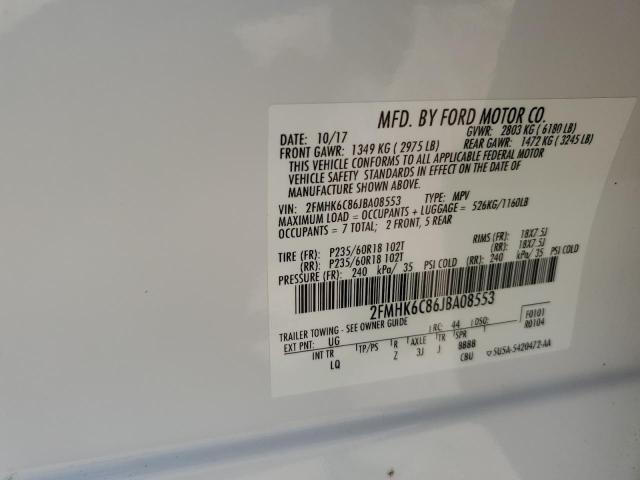 MFD. BY FORD MOTOR CO.
DATE: 10/17 GVWR: 2803 KG ( 6180 LB)
FRONT GAWR: 1349 KG ( 2975 LB) REAR GAWR: 1472 KG ( 3245 LB)
THIS VEHICLE CONFORMS TO ALL APPLICABLE FEDERAL MOTOR
VEHICLE SAFETY STANDARDS IN EFFECT ON THE DATE OF
MANUFACTURE SHOWN ABOVE.
VIN: 2FMHK6C86JBA08553 TYPE: MPV
MAXIMUM LOAD = OCCUPANTS + LUGGAGE = 526KG/1160LB
OCCUPANTS = 7 TOTAL; 2 FRONT, 5 REAR
TIRE (FR): P235/60R18 102T RIMS (FR): 18X7.5J
(RR): P235/60R18 102T (RR): 18X7.5J
PRESSURE (FR): 240 kPa/ 35 PSI COLD (RR): 240 kPa/ 35 PSI COLD
2FMHK6C86JBA08553
TRAILER TOWING - SEE OWNER GUIDE RC: 44 DSO: F0101
EXT PNT: UG R0104
INT TR TP/PS R AXLE TR SPR
LQ Z 3J J 8888
CBU 5U5A-5420472-AA